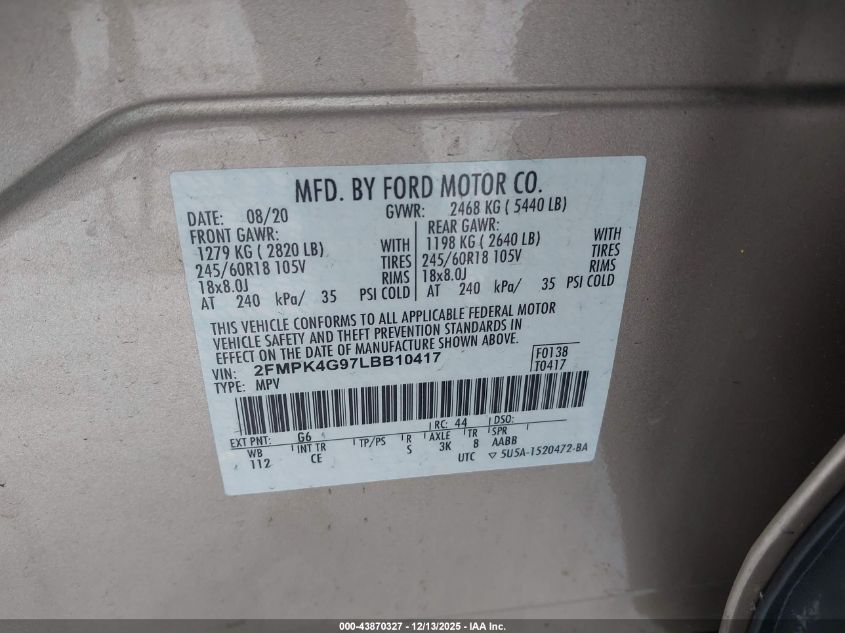 MFD. BY FORD MOTOR CO.
DATE: 08/20 GVWR: 2468 KG ( 5440 LB)
FRONT GAWR: REAR GAWR:
1279 KG ( 2820 LB) WITH 1198 KG ( 2640 LB) WITH
245/60R18 105V TIRES 245/60R18 105V TIRES
18x8.0J RIMS 18x8.0J RIMS
AT 240 kPa/ 35 PSI COLD AT 240 kPa/ 35 PSI COLD
THIS VEHICLE CONFORMS TO ALL APPLICABLE FEDERAL MOTOR
VEHICLE SAFETY AND THEFT PREVENTION STANDARDS IN
EFFECT ON THE DATE OF MANUFACTURE SHOWN ABOVE.
VIN: 2FMPK4G97LBB10417 F0138
TYPE: MPV T0417
EXT PNT: G6 RC: 44 DSO:
WB INT TR TP/PS R AXLE TR SPR
112 CE S 3K 8 AABB
UTC ▽ 5U5A-1520472-BA
000-43870327 - 12/13/2025 - IAA Inc.